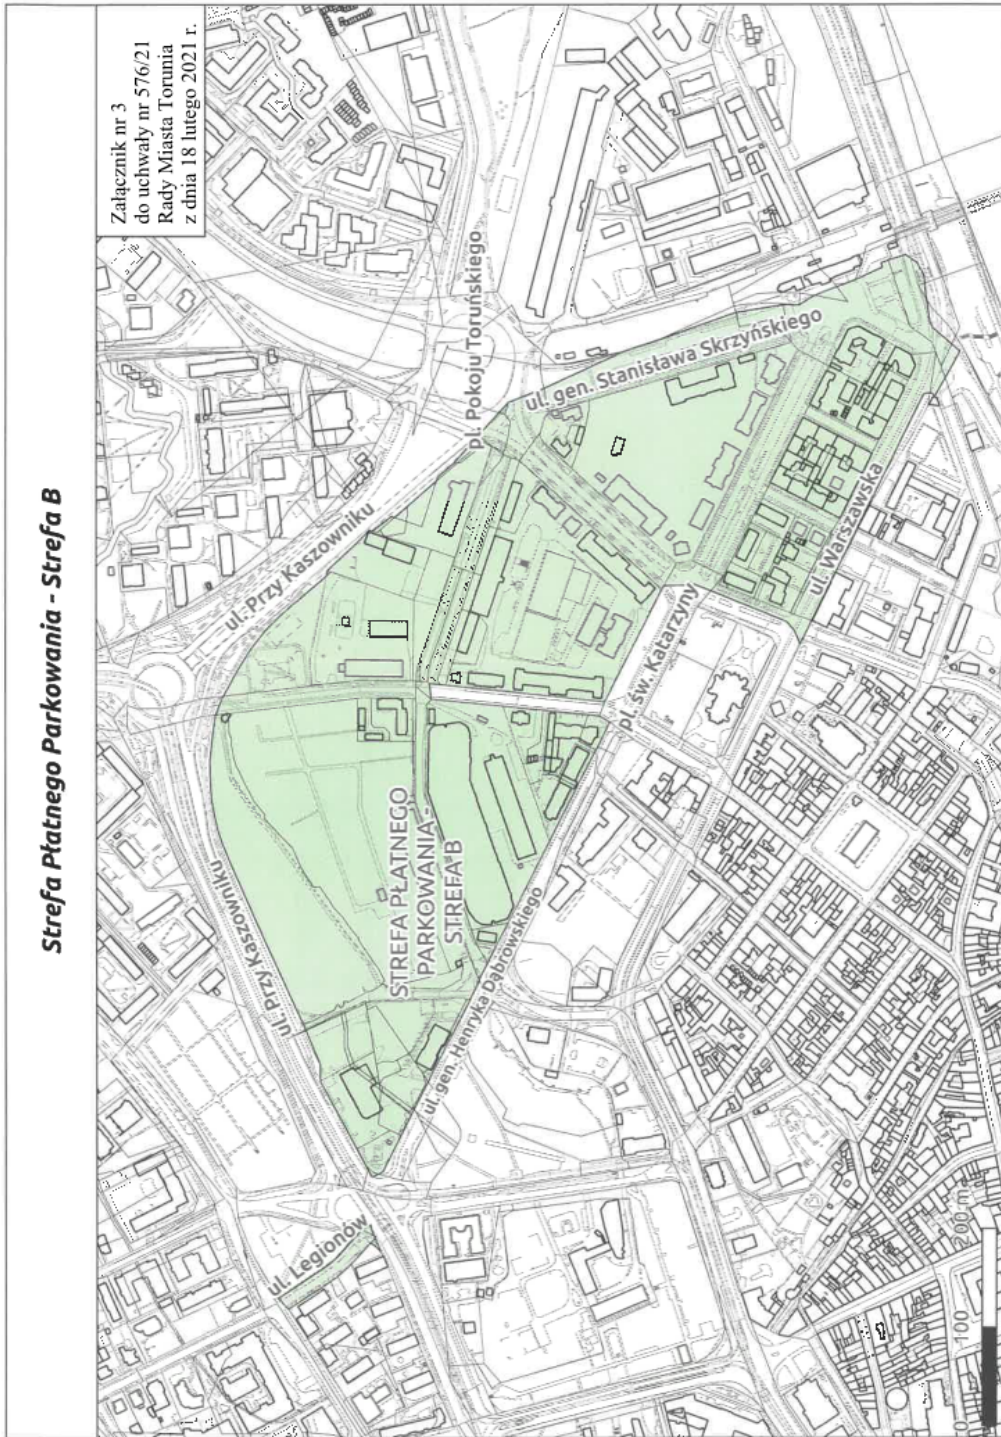 Strefa Płatnego Parkowania - Strefa B
Załącznik nr 3
do uchwały nr 576/21
Rady Miasta Torunia
z dnia 18 lutego 2021 r.
ul. Przy Kaszowniku
pl. Pokoju Toruńskiego
ul. Przy Kaszowniku
ul. gen. Stanisława Skrzyńskiego
STREFA PŁATNEGO
PARKOWANIA -
STREFA B
ul. Legionów
ul. gen. Henryka Dąbrowskiego
pl. św. Katarzyny
ul. Warszawska
0 100 200 m